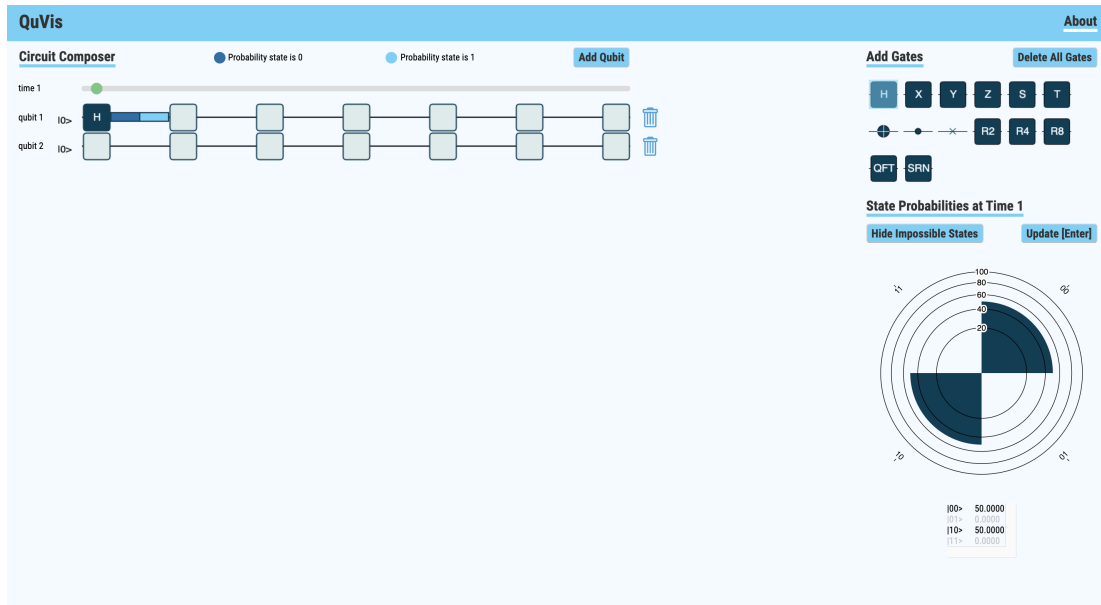 QuVis
About
Circuit Composer
Probability state is 0
Probability state is 1
Add Qubit
time 1
qubit 1 |0>
H
qubit 2 |0>
Add Gates
Delete All Gates
H X Y Z S T
R2 R4 R8
QFT SRN
State Probabilities at Time 1
Hide Impossible States
Update [Enter]
100
80
60
40
20
00
01
10
11
|00> 50.0000
|01> 0.0000
|10> 50.0000
|11> 0.0000